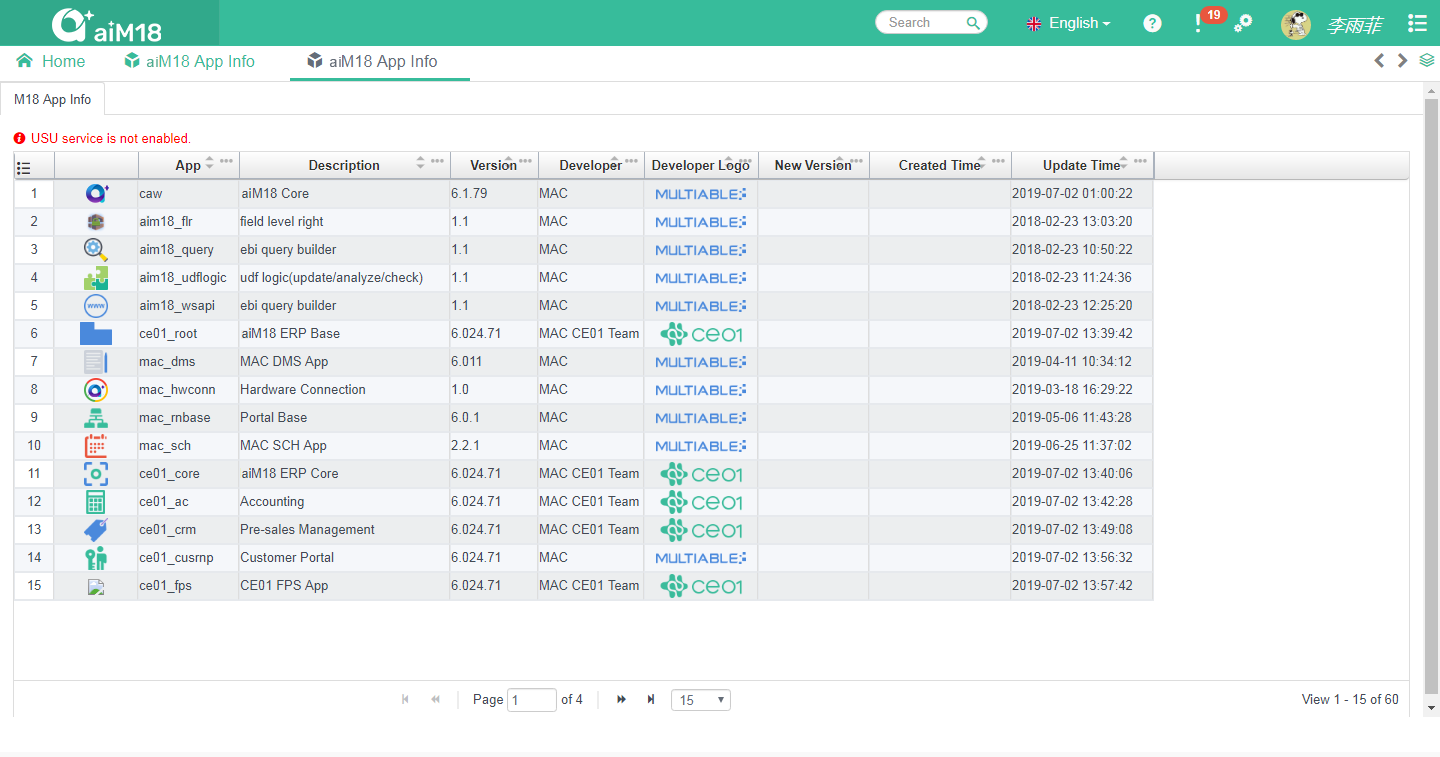 aiM18 Search English ? ! 19 李雨菲
Home aiM18 App Info aiM18 App Info
M18 App Info
USU service is not enabled.
App Description Version Developer Developer Logo New Version Created Time Update Time
1 caw aiM18 Core 6.1.79 MAC MULTIABLE 2019-07-02 01:00:22
2 aim18_flr field level right 1.1 MAC MULTIABLE 2018-02-23 13:03:20
3 aim18_query ebi query builder 1.1 MAC MULTIABLE 2018-02-23 10:50:22
4 aim18_udflogic udf logic(update/analyze/check) 1.1 MAC MULTIABLE 2018-02-23 11:24:36
5 www aim18_wsapi ebi query builder 1.1 MAC MULTIABLE 2018-02-23 12:25:20
6 ce01_root aiM18 ERP Base 6.024.71 MAC CE01 Team ce01 2019-07-02 13:39:42
7 mac_dms MAC DMS App 6.011 MAC MULTIABLE 2019-04-11 10:34:12
8 mac_hwconn Hardware Connection 1.0 MAC MULTIABLE 2019-03-18 16:29:22
9 mac_rnbase Portal Base 6.0.1 MAC MULTIABLE 2019-05-06 11:43:28
10 mac_sch MAC SCH App 2.2.1 MAC MULTIABLE 2019-06-25 11:37:02
11 ce01_core aiM18 ERP Core 6.024.71 MAC CE01 Team ce01 2019-07-02 13:40:06
12 ce01_ac Accounting 6.024.71 MAC CE01 Team ce01 2019-07-02 13:42:28
13 ce01_crm Pre-sales Management 6.024.71 MAC CE01 Team ce01 2019-07-02 13:49:08
14 ce01_cusrnp Customer Portal 6.024.71 MAC MULTIABLE 2019-07-02 13:56:32
15 ce01_fps CE01 FPS App 6.024.71 MAC CE01 Team ce01 2019-07-02 13:57:42
Page 1 of 4 15 View 1 - 15 of 60